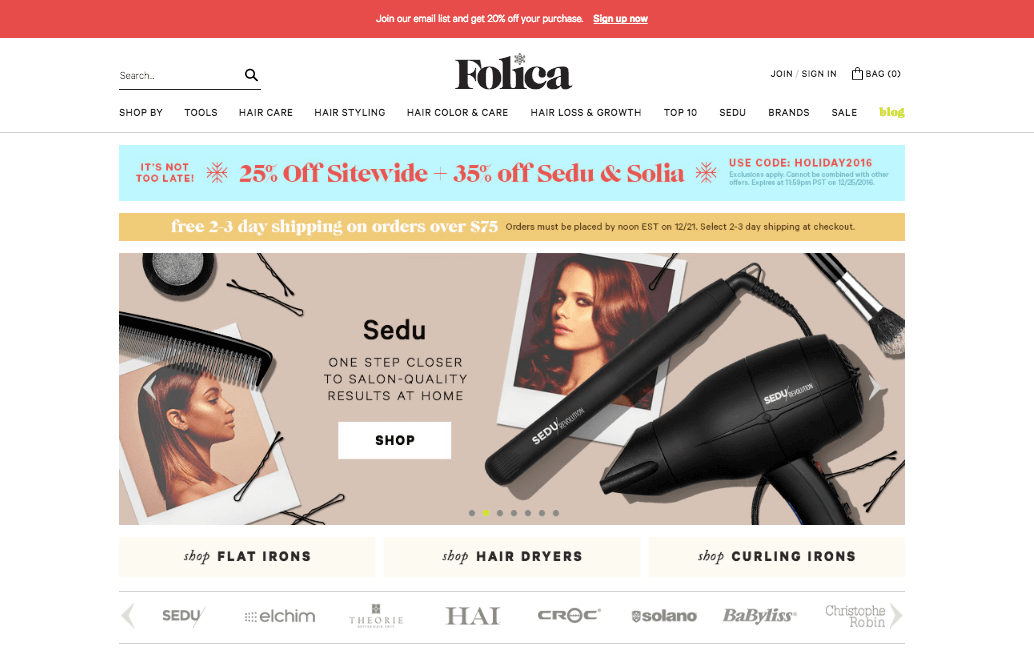 Join our email list and get 20% off your purchase. Sign up now
Search...
Folica
JOIN / SIGN IN
BAG (0)
SHOP BY TOOLS HAIR CARE HAIR STYLING HAIR COLOR & CARE HAIR LOSS & GROWTH TOP 10 SEDU BRANDS SALE blog
IT'S NOT
TOO LATE!
25% Off Sitewide + 35% off Sedu & Solia
USE CODE: HOLIDAY2016
Exclusions apply. Cannot be combined with other
offers. Expires at 11:59pm PST on 12/25/2016.
free 2-3 day shipping on orders over $75 Orders must be placed by noon EST on 12/21. Select 2-3 day shipping at checkout.
Sedu
ONE STEP CLOSER
TO SALON-QUALITY
RESULTS AT HOME
SHOP
SEDU REVOLUTION
SEDU REVOLUTION
shop FLAT IRONS
shop HAIR DRYERS
shop CURLING IRONS
SEDU
elchim
THEORIE
HAI
CROC
solano
BaByliss
Christophe
Robin